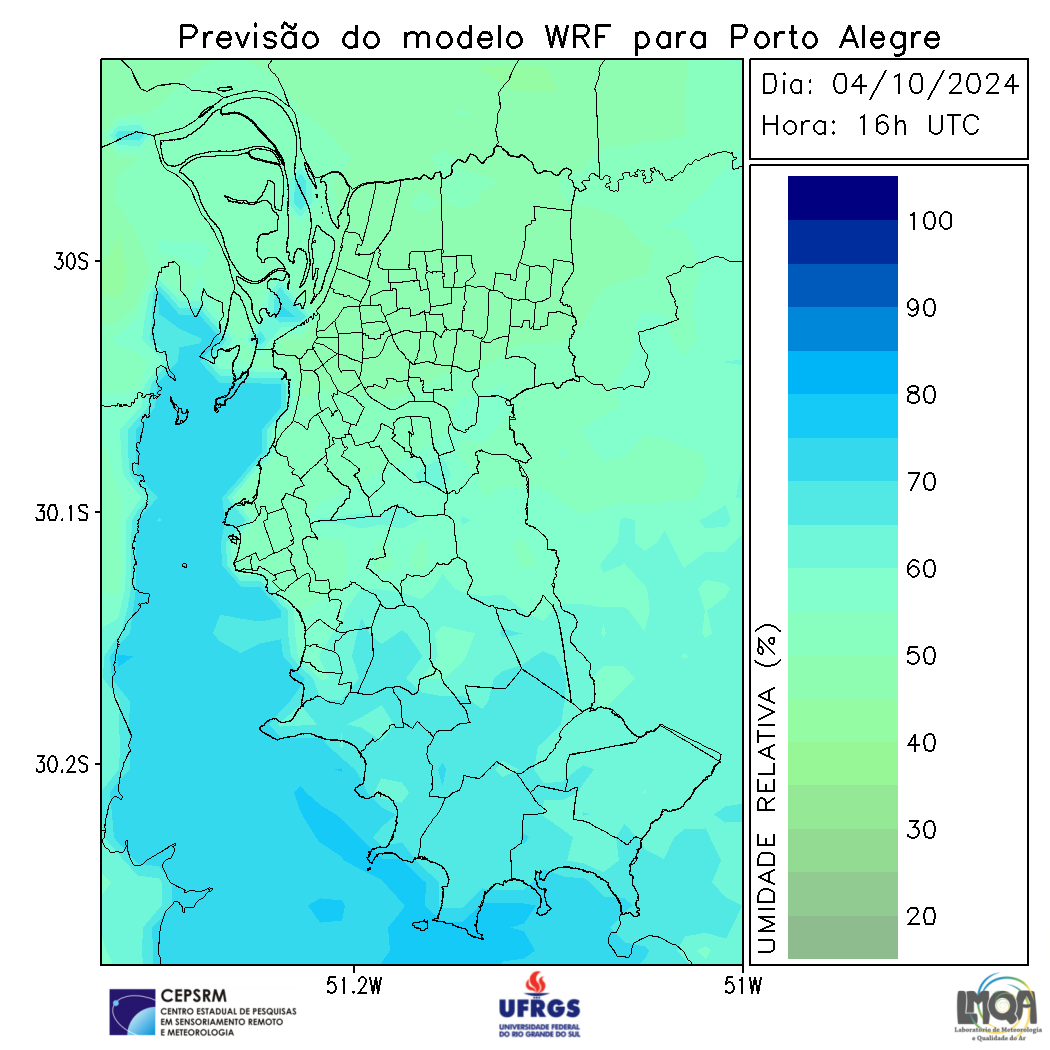 Previsão do modelo WRF para Porto Alegre
Dia: 04/10/2024
Hora: 16h UTC
30S
30.1S
30.2S
51.2W
51W
100
90
80
70
60
50
40
30
20
UMIDADE RELATIVA (%)
CEPSRM
CENTRO ESTADUAL DE PESQUISAS
EM SENSORIAMENTO REMOTO
E METEOROLOGIA
UFRGS
UNIVERSIDADE FEDERAL
DO RIO GRANDE DO SUL
LMQA
Laboratório de Meteorologia
e Qualidade do Ar